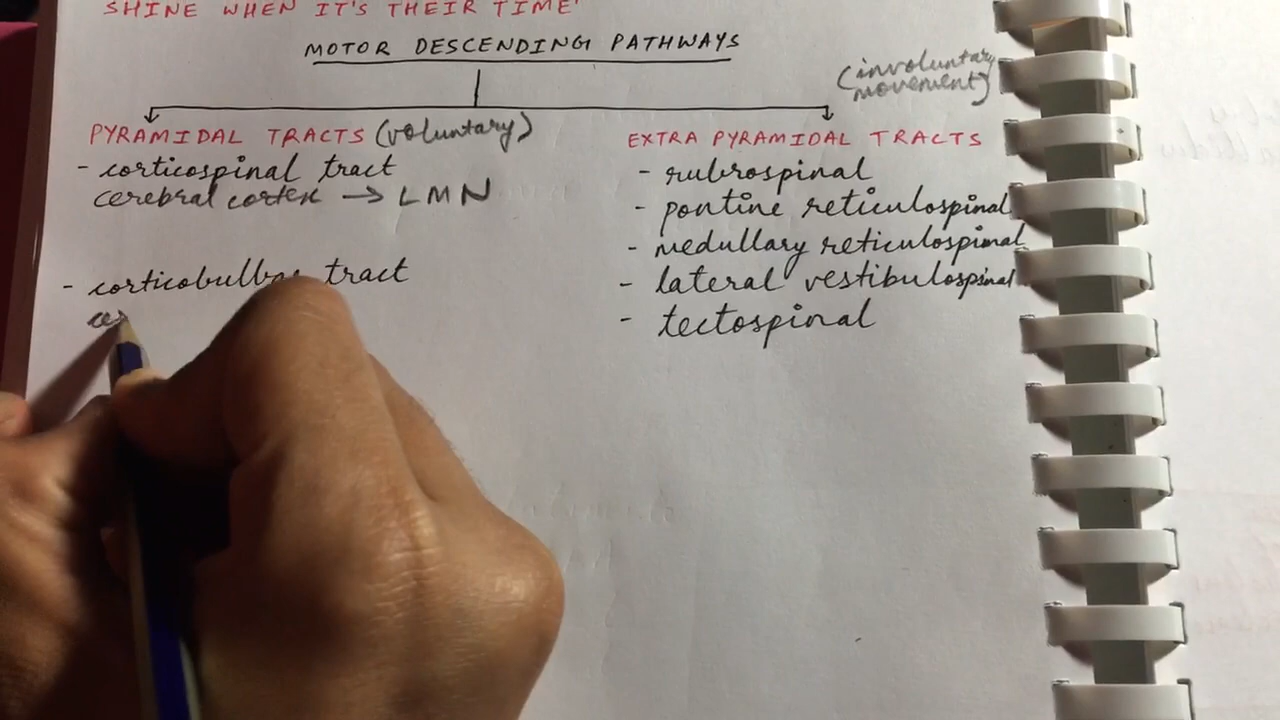 SHINE WHEN IT'S THEIR TIME'
MOTOR DESCENDING PATHWAYS
(involuntary
movement)
PYRAMIDAL TRACTS (voluntary)
- corticospinal tract
cerebral cortex → LMN
- corticobulbar tract
ce
EXTRA PYRAMIDAL TRACTS
- rubrospinal
- pontine reticulospinal
- medullary reticulospinal
- lateral vestibulospinal
- tectospinal